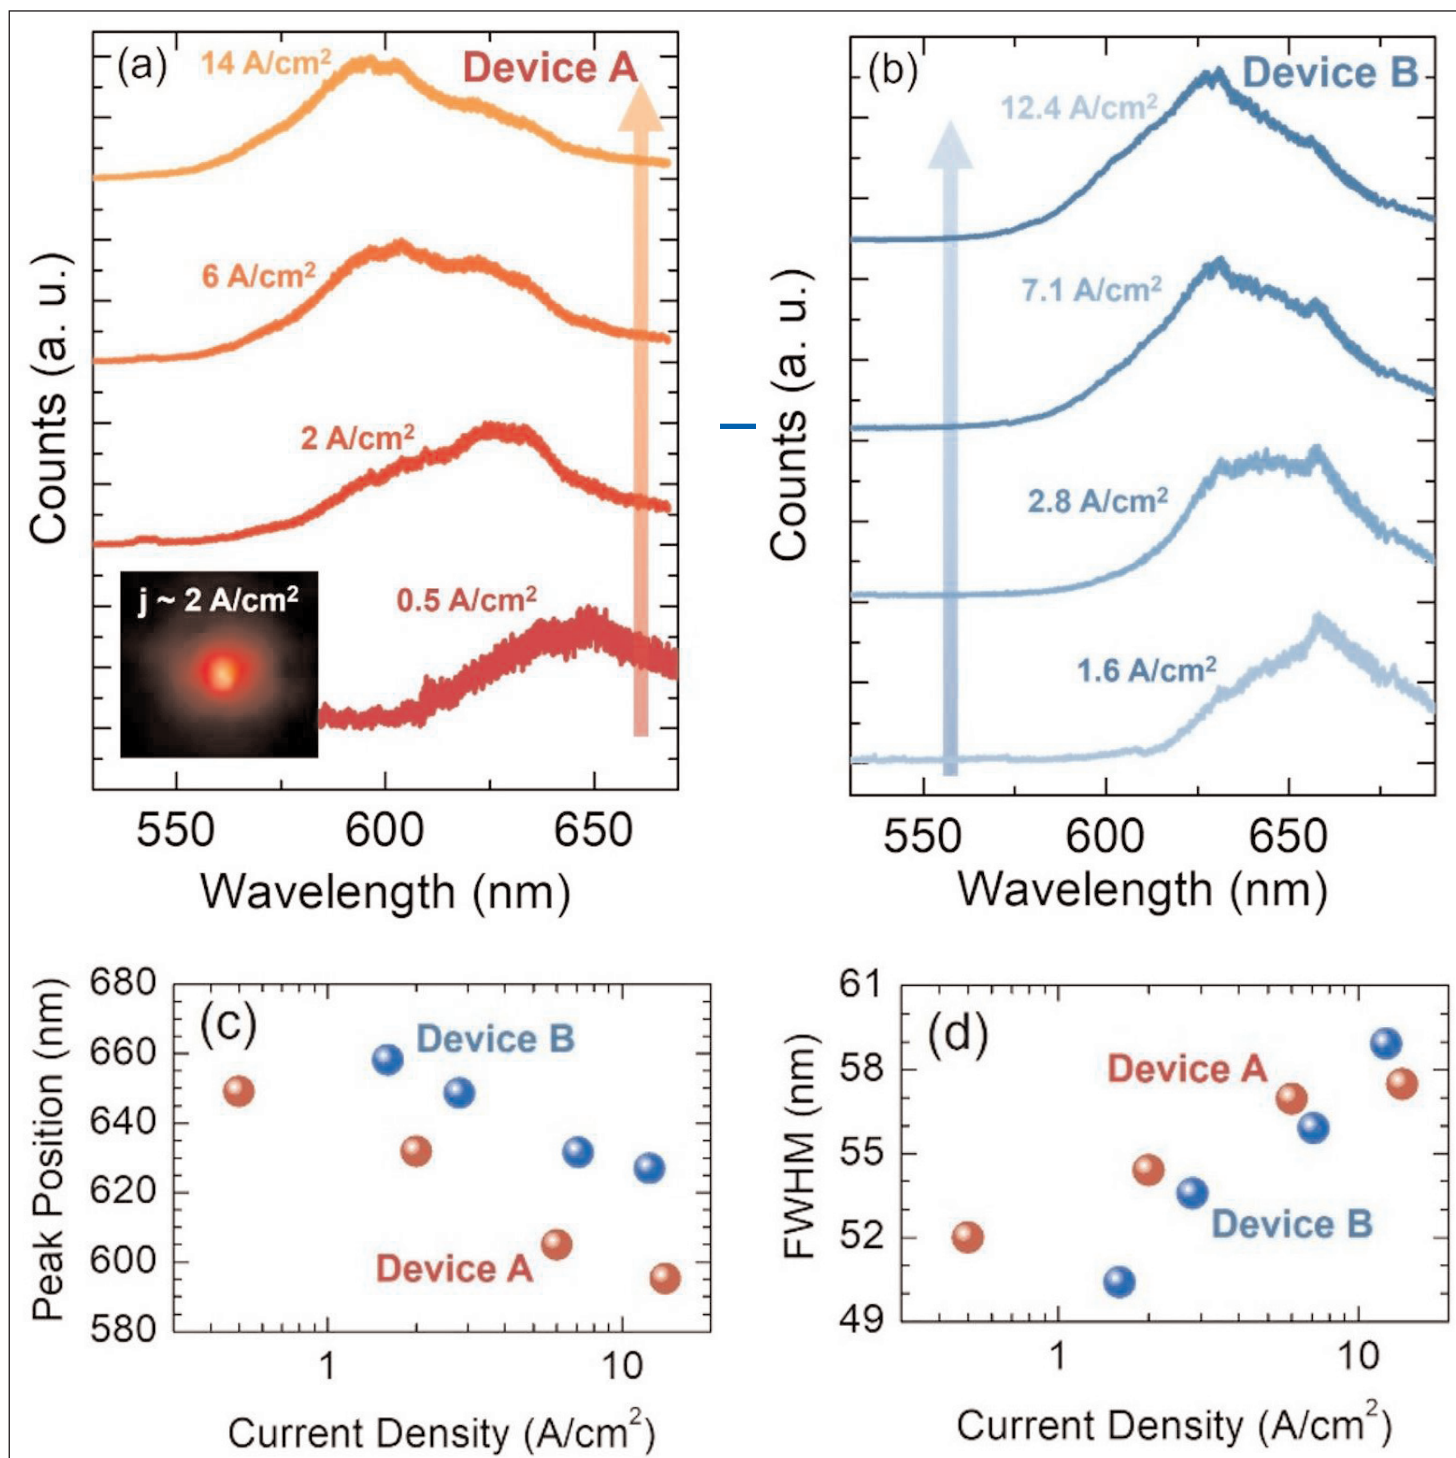 (a)
Device A
14 A/cm²
6 A/cm²
2 A/cm²
0.5 A/cm²
j ~ 2 A/cm²
Counts (a. u.)
550 600 650
Wavelength (nm)
(b)
Device B
12.4 A/cm²
7.1 A/cm²
2.8 A/cm²
1.6 A/cm²
Counts (a. u.)
550 600 650
Wavelength (nm)
(c)
Device B
Device A
Peak Position (nm)
680
660
640
620
600
580
1 10
Current Density (A/cm²)
(d)
Device A
Device B
FWHM (nm)
61
58
55
52
49
1 10
Current Density (A/cm²)